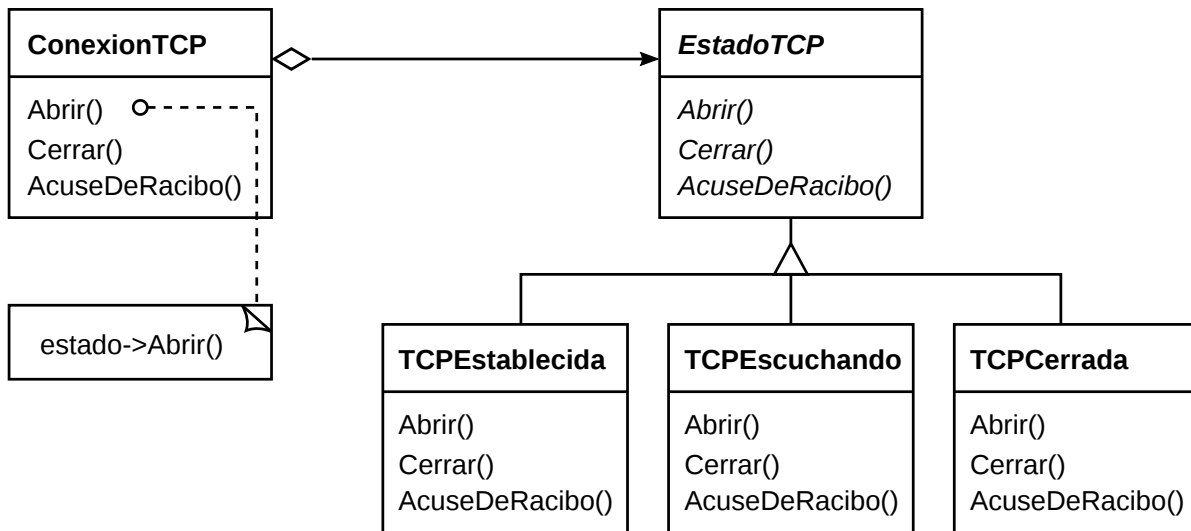 ConexionTCP
Abrir()
Cerrar()
AcuseDeRacibo()
estado->Abrir()
EstadoTCP
Abrir()
Cerrar()
AcuseDeRacibo()
TCPEstablecida
Abrir()
Cerrar()
AcuseDeRacibo()
TCPEscuchando
Abrir()
Cerrar()
AcuseDeRacibo()
TCPCerrada
Abrir()
Cerrar()
AcuseDeRacibo()